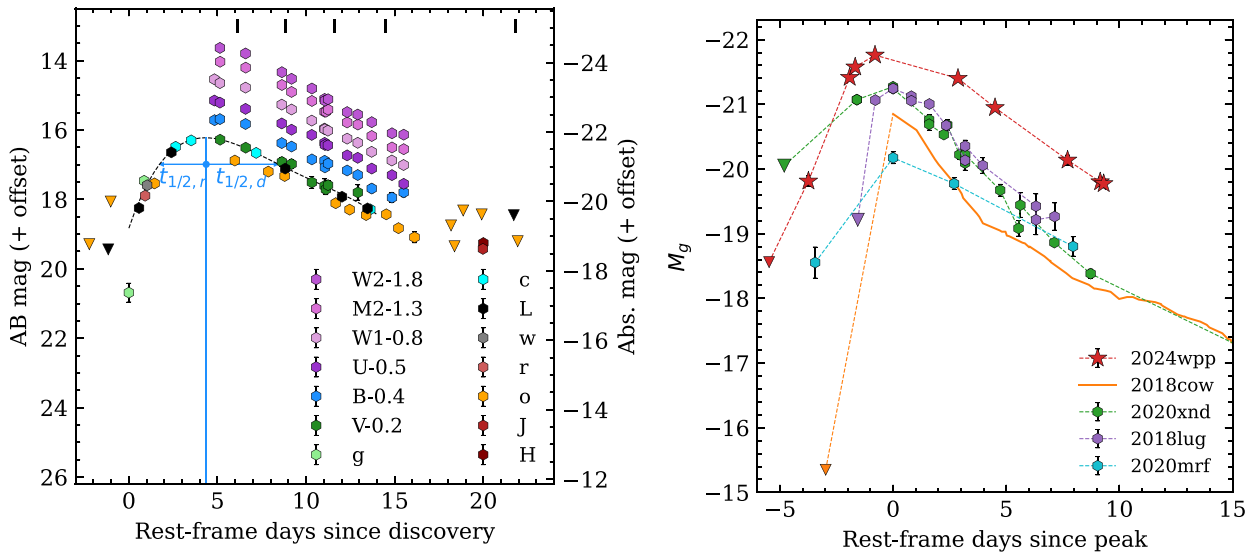 AB mag (+ offset)
14
16
18
20
22
24
26
−24
−22
−20
−18
−16
−14
−12
Abs. mag (+ offset)
t1/2, r t1/2, d
W2-1.8
M2-1.3
W1-0.8
U-0.5
B-0.4
V-0.2
g
c
L
w
r
o
J
H
0 5 10 15 20
Rest-frame days since discovery
Mg
−22
−21
−20
−19
−18
−17
−16
−15
2024wpp
2018cow
2020xnd
2018lug
2020mrf
−5 0 5 10 15
Rest-frame days since peak